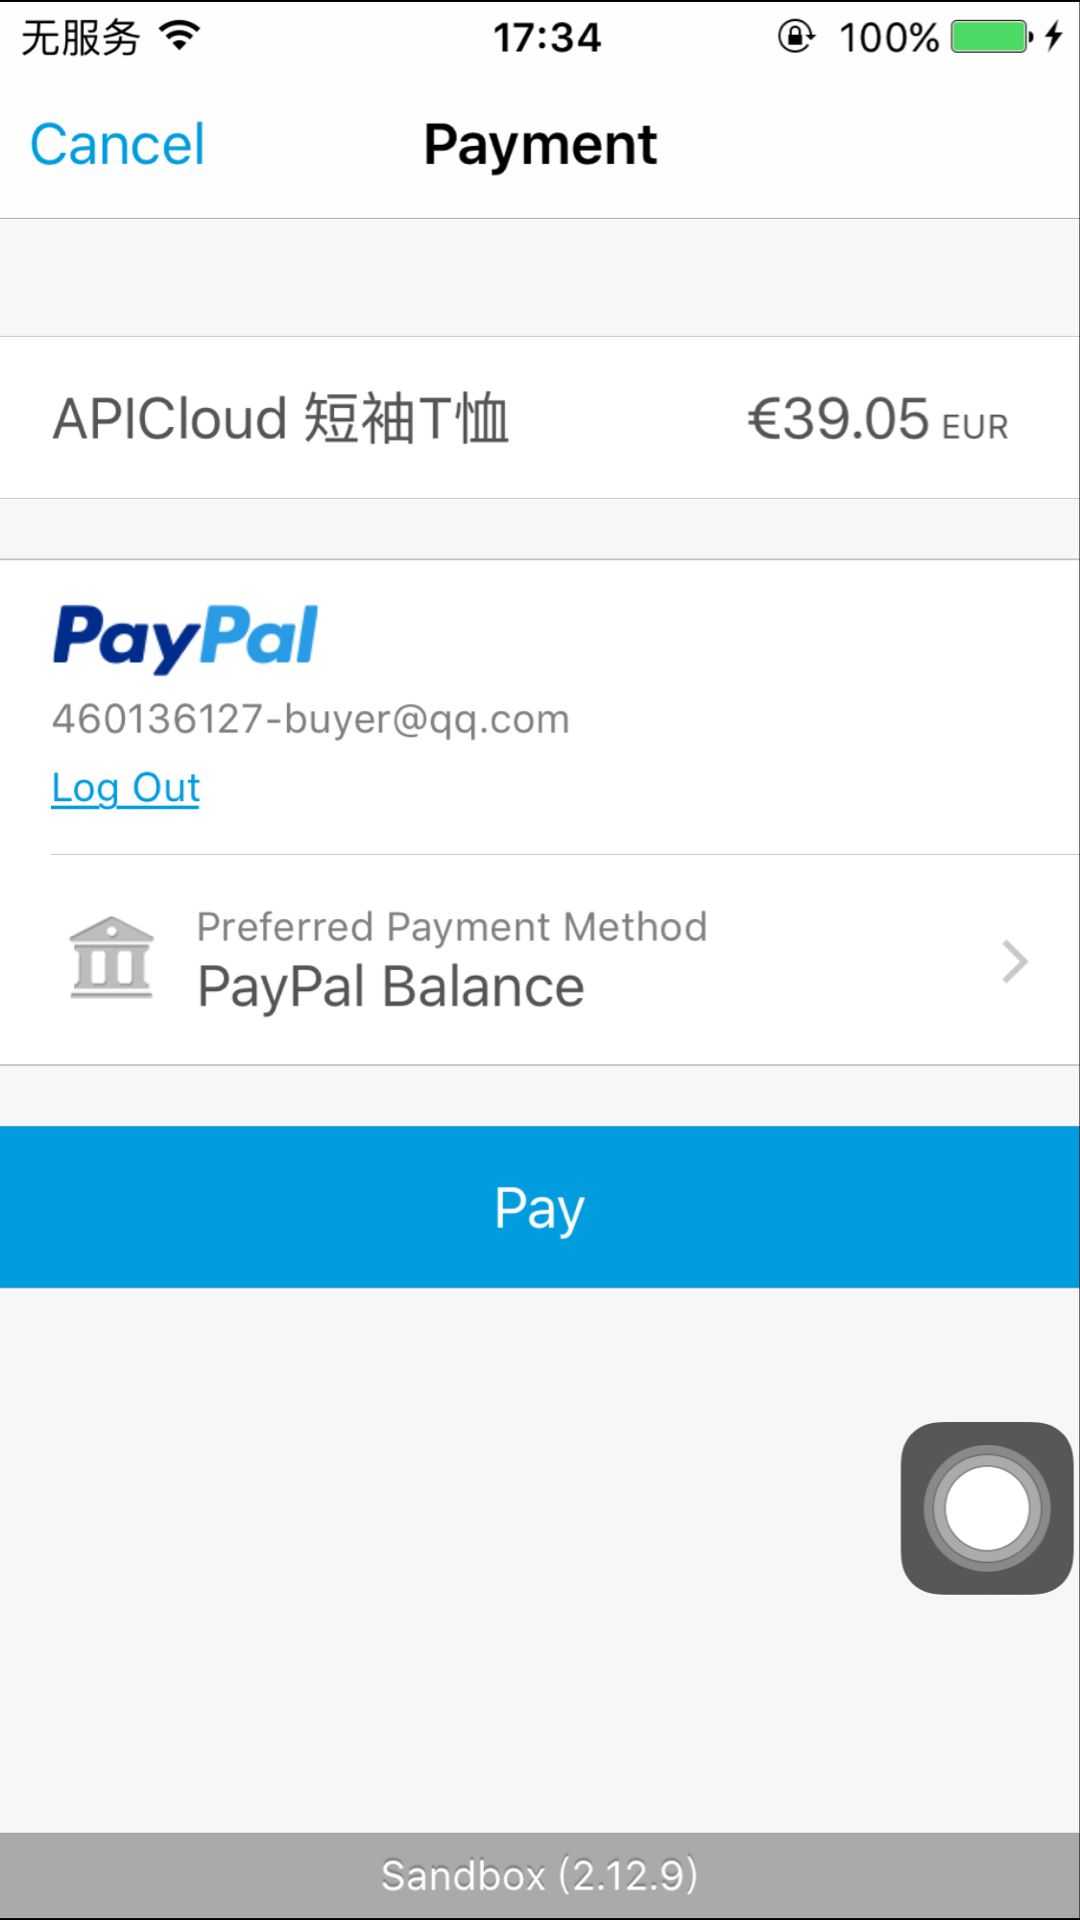 无服务 17:34 100%
Cancel Payment
APICloud 短袖T恤 €39.05 EUR
PayPal
460136127-buyer@qq.com
Log Out
Preferred Payment Method
PayPal Balance
Pay
Sandbox (2.12.9)